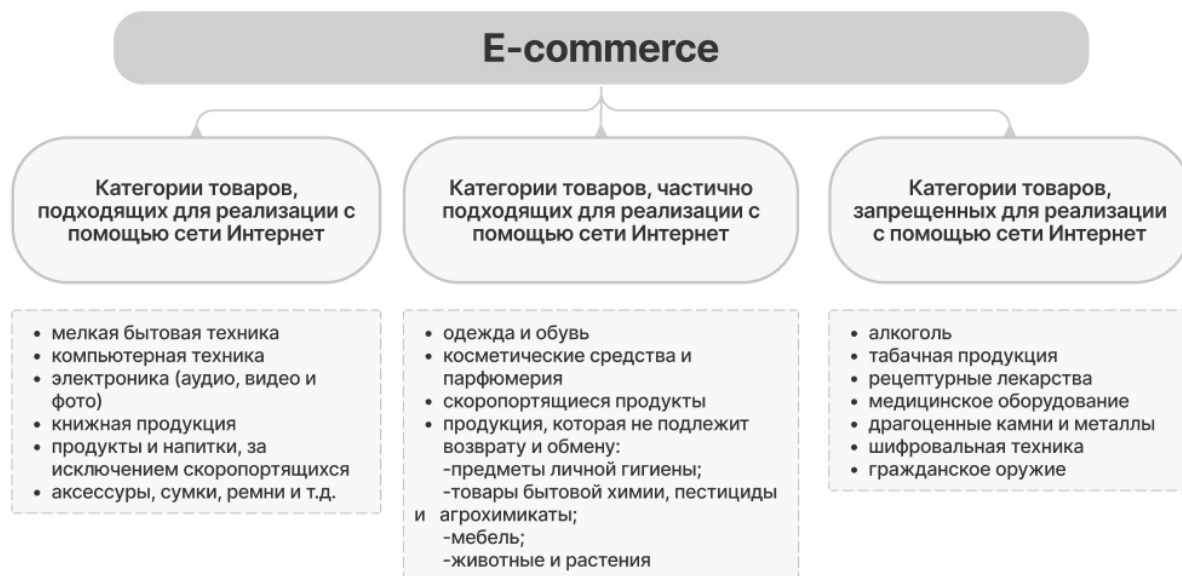 E-commerce
Категории товаров,
подходящих для реализации с
помощью сети Интернет
• мелкая бытовая техника
• компьютерная техника
• электроника (аудио, видео и
фото)
• книжная продукция
• продукты и напитки, за
исключением скоропортящихся
• аксессуры, сумки, ремни и т.д.
Категории товаров, частично
подходящих для реализации с
помощью сети Интернет
• одежда и обувь
• косметические средства и
парфюмерия
• скоропортящиеся продукты
• продукция, которая не подлежит
возврату и обмену:
-предметы личной гигиены;
-товары бытовой химии, пестициды
и агрохимикаты;
-мебель;
-животные и растения
Категории товаров,
запрещенных для реализации
с помощью сети Интернет
• алкоголь
• табачная продукция
• рецептурные лекарства
• медицинское оборудование
• драгоценные камни и металлы
• шифровальная техника
• гражданское оружие